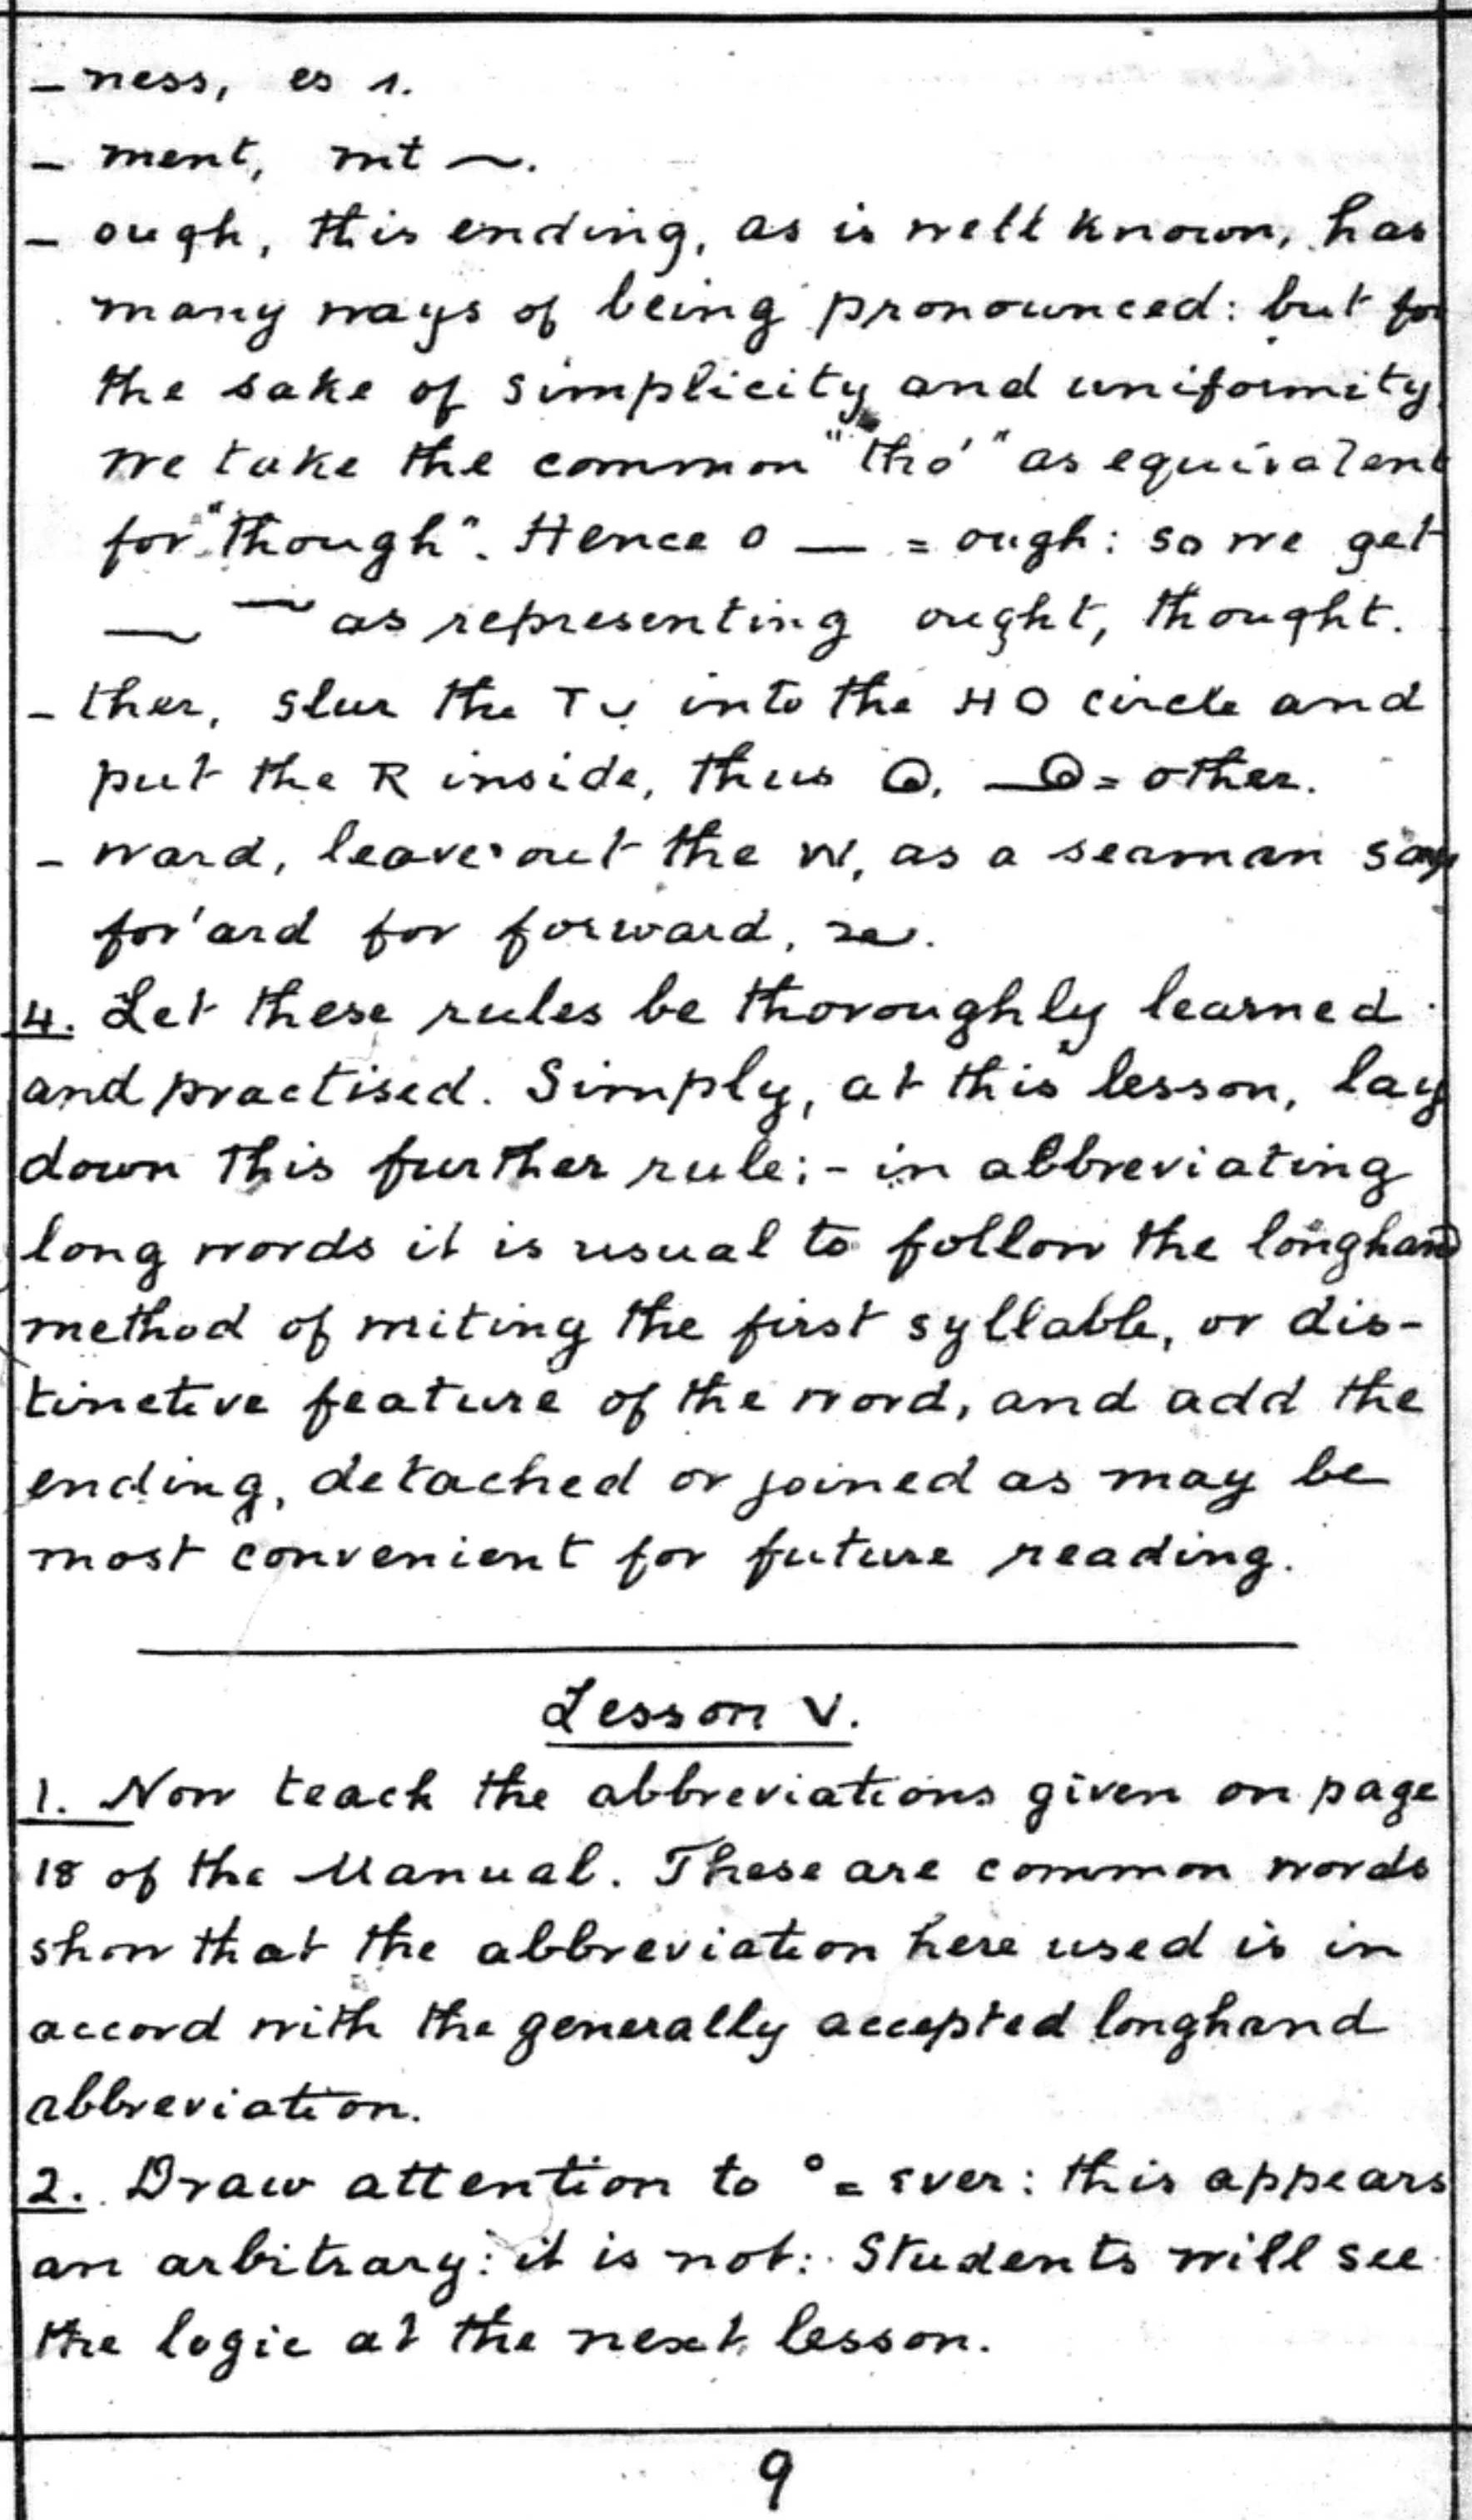 - ness, es 1.
- ment, mt ~.
- ough, this ending, as is well known, has
many ways of being pronounced: but for
the sake of simplicity and uniformity
we take the common "tho'" as equivalent
for "though". Hence O — = ough: so we get
as representing ought, thought.
- ther, slur the T into the H O circle and
put the R inside, thus = other.
- ward, leave out the W, as a seaman says
for'ard for forward,
4. Let these rules be thoroughly learned
and practised. Simply, at this lesson, lay
down this further rule:- in abbreviating
long words it is usual to follow the longhand
method of writing the first syllable, or dis-
tinctive feature of the word, and add the
ending, detached or joined as may be
most convenient for future reading.
Lesson V.
1. Now teach the abbreviations given on page
18 of the Manual. These are common words
show that the abbreviation here used is in
accord with the generally accepted longhand
abbreviation.
2. Draw attention to ° = ever: this appears
an arbitrary: it is not: Students will see
the logic at the next lesson.
9